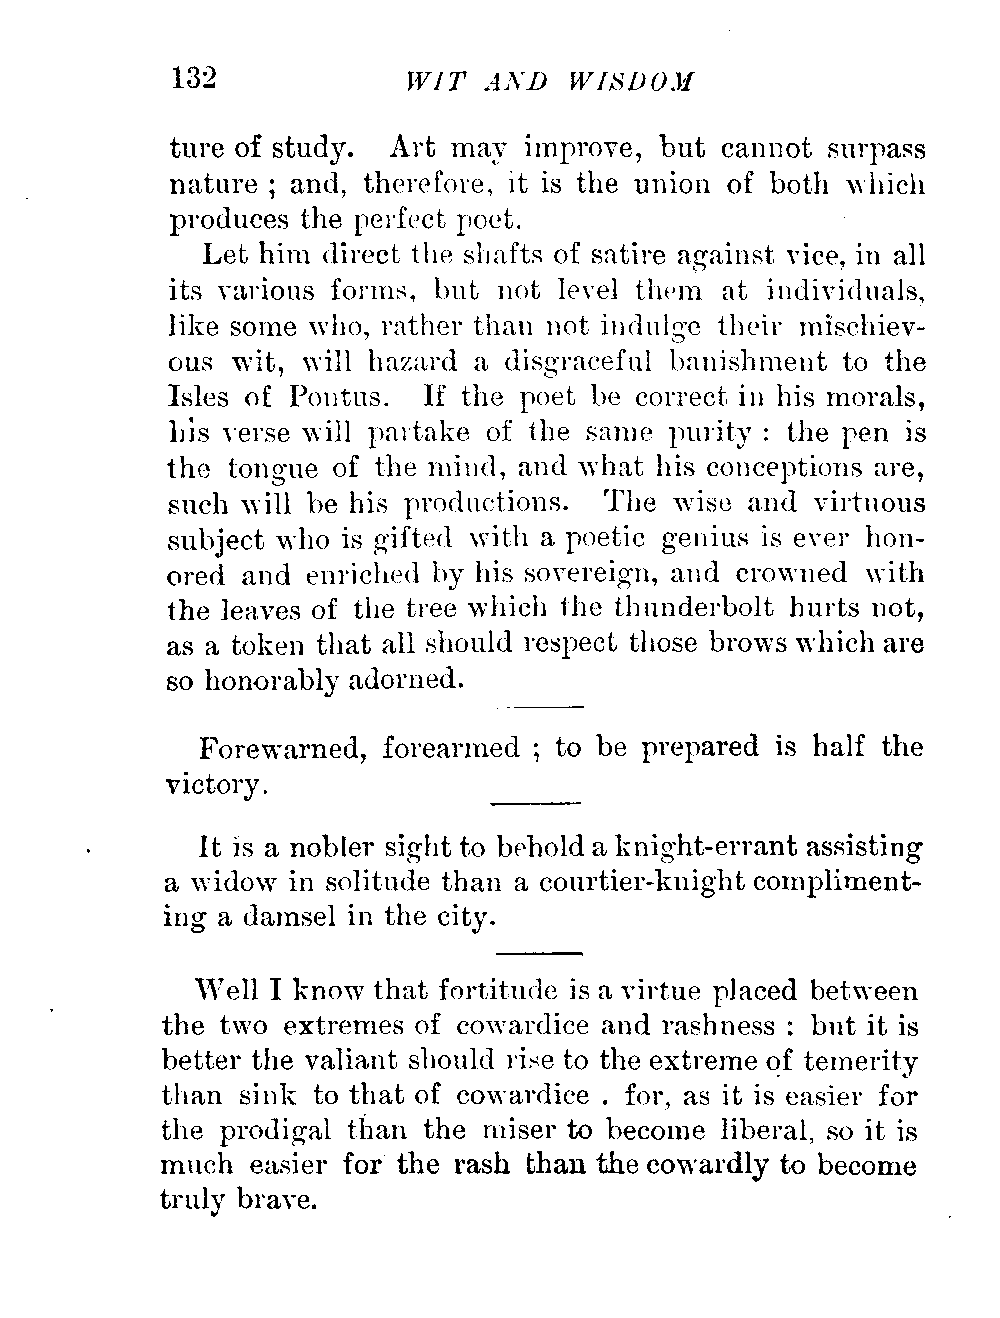 132 WIT AND WISDOM
ture of study. Art may improve, but cannot surpass
nature ; and, therefore, it is the union of both which
produces the perfect poet.
Let him direct the shafts of satire against vice, in all
its various forms, but not level them at individuals,
like some who, rather than not indulge their mischiev-
ous wit, will hazard a disgraceful banishment to the
Isles of Pontus. If the poet be correct in his morals,
his verse will partake of the same purity : the pen is
the tongue of the mind, and what his conceptions are,
such will be his productions. The wise and virtuous
subject who is gifted with a poetic genius is ever hon-
ored and enriched by his sovereign, and crowned with
the leaves of the tree which the thunderbolt hurts not,
as a token that all should respect those brows which are
so honorably adorned.
Forewarned, forearmed ; to be prepared is half the
victory.
It is a nobler sight to behold a knight-errant assisting
a widow in solitude than a courtier-knight compliment-
ing a damsel in the city.
Well I know that fortitude is a virtue placed between
the two extremes of cowardice and rashness : but it is
better the valiant should rise to the extreme of temerity
than sink to that of cowardice . for, as it is easier for
the prodigal than the miser to become liberal, so it is
much easier for the rash than the cowardly to become
truly brave.